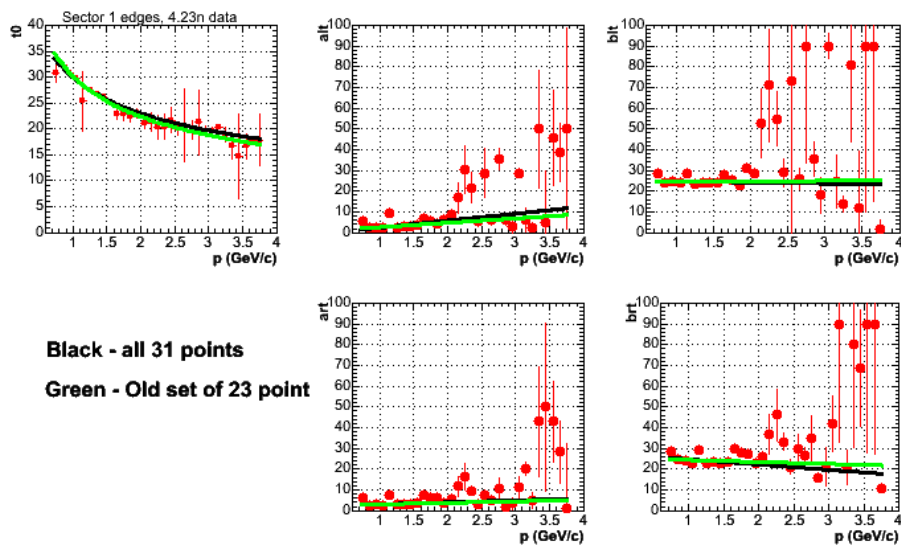 Sector 1 edges, 4.23n data
t0
40
35
30
25
20
15
10
5
0
1 1.5 2 2.5 3 3.5 4
p (GeV/c)
alt
100
90
80
70
60
50
40
30
20
10
0
1 1.5 2 2.5 3 3.5 4
p (GeV/c)
blt
100
90
80
70
60
50
40
30
20
10
0
1 1.5 2 2.5 3 3.5 4
p (GeV/c)
Black - all 31 points
Green - Old set of 23 point
art
100
90
80
70
60
50
40
30
20
10
0
1 1.5 2 2.5 3 3.5 4
p (GeV/c)
brt
100
90
80
70
60
50
40
30
20
10
0
1 1.5 2 2.5 3 3.5 4
p (GeV/c)